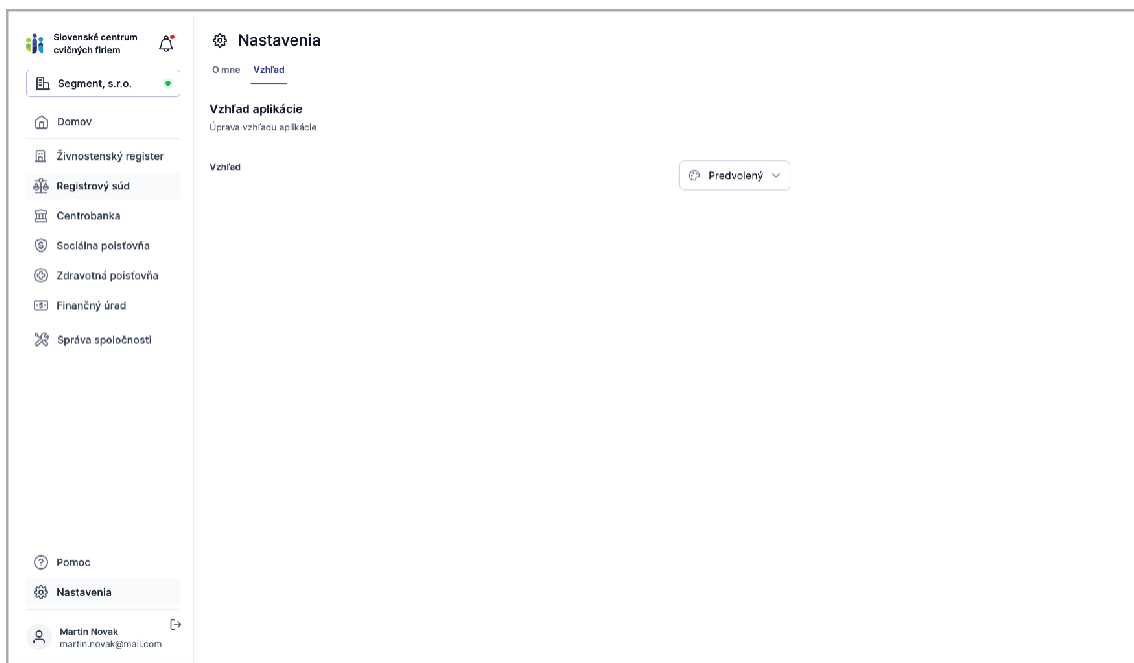 Slovenské centrum
cvičných firiem
Segment, s.r.o.
Domov
Živnostenský register
Registrový súd
Centrobanka
Sociálna poisťovňa
Zdravotná poisťovňa
Finančný úrad
Správa spoločnosti
Pomoc
Nastavenia
Martin Novak
martin.novak@mail.com
Nastavenia
O mne
Vzhľad
Vzhľad aplikácie
Úprava vzhľadu aplikácie
Vzhľad
Predvolený